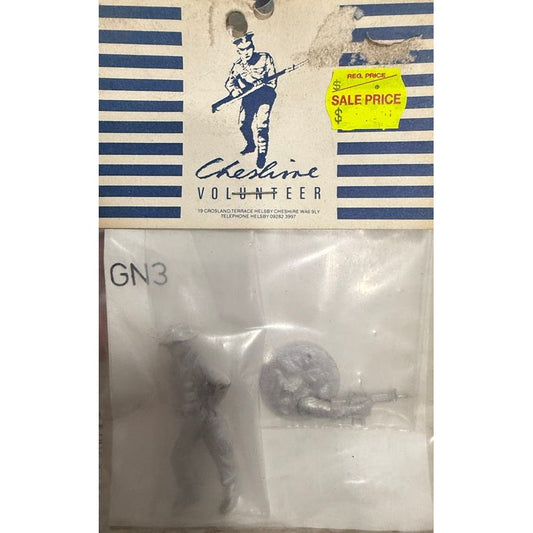 REG. PRICE
$
SALE PRICE
$
Cheshire
VOLUNTEER
19 CROSLAND TERRACE HELSBY CHESHIRE WA6 9LY
TELEPHONE HELSBY 09282 3997
GN3